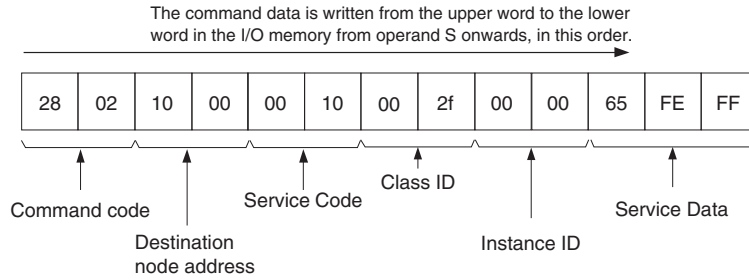 The command data is written from the upper word to the lower
word in the I/O memory from operand S onwards, in this order.
28 02 10 00 00 10 00 2f 00 00 65 FE FF
Command code
Destination
node address
Service Code
Class ID
Instance ID
Service Data